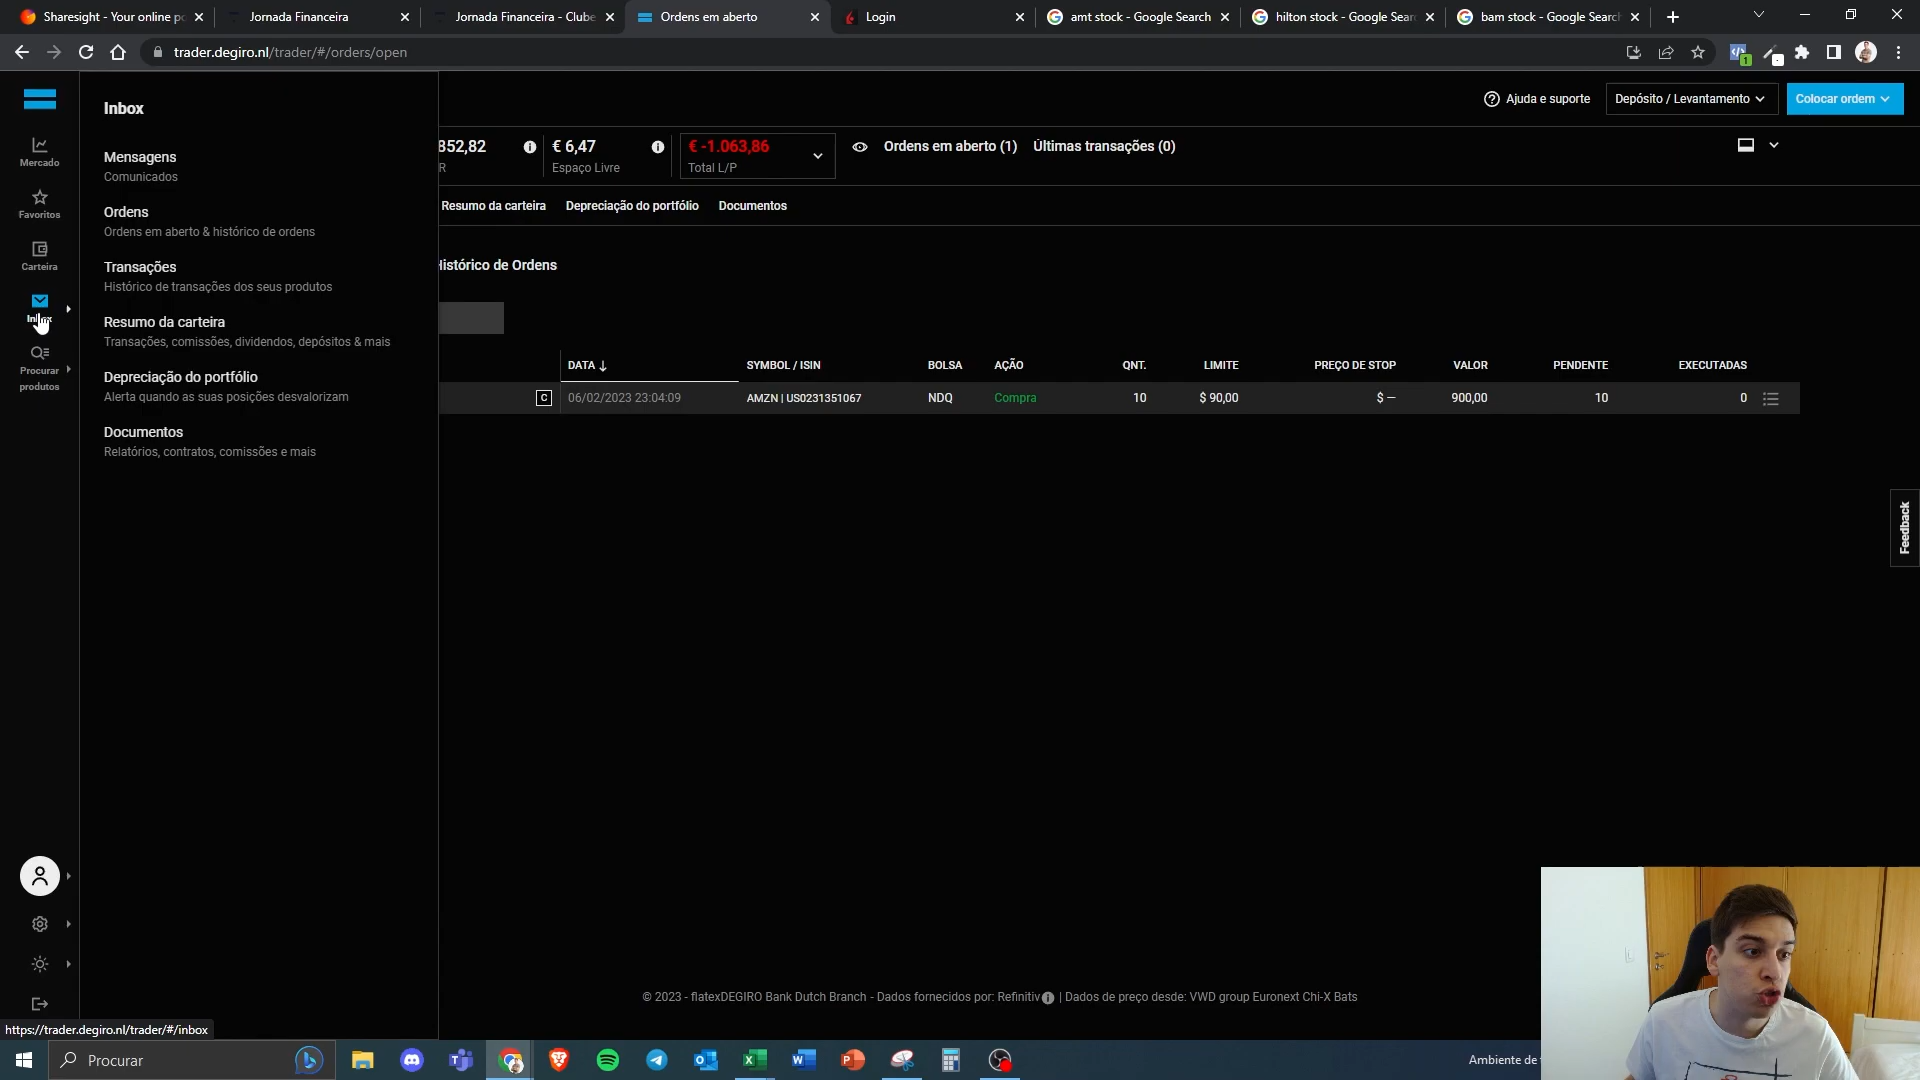 Sharesight - Your online po
Jornada Financeira
Jornada Financeira - Clube
Ordens em aberto
Login
amt stock - Google Search
hilton stock - Google Sear
bam stock - Google Search
trader.degiro.nl/trader/#/orders/open
1
Inbox
Mensagens
Comunicados
Ordens
Ordens em aberto & histórico de ordens
Transações
Histórico de transações dos seus produtos
Resumo da carteira
Transações, comissões, dividendos, depósitos & mais
Depreciação do portfólio
Alerta quando as suas posições desvalorizam
Documentos
Relatórios, contratos, comissões e mais
Mercado
Favoritos
Carteira
Inbox
Procurar
produtos
Ajuda e suporte
Depósito / Levantamento
Colocar ordem
852,82
R
€ 6,47
Espaço Livre
€ -1.063,86
Total L/P
Ordens em aberto (1)
Últimas transações (0)
Resumo da carteira
Depreciação do portfólio
Documentos
Histórico de Ordens
DATA
SYMBOL / ISIN
BOLSA
AÇÃO
QNT.
LIMITE
PREÇO DE STOP
VALOR
PENDENTE
EXECUTADAS
C
06/02/2023 23:04:09
AMZN | US0231351067
NDQ
Compra
10
$ 90,00
$ —
900,00
10
0
Feedback
© 2023 - flatexDEGIRO Bank Dutch Branch - Dados fornecidos por: Refinitiv | Dados de preço desde: VWD group Euronext Chi-X Bats
https://trader.degiro.nl/trader/#/inbox
Procurar
Ambiente de